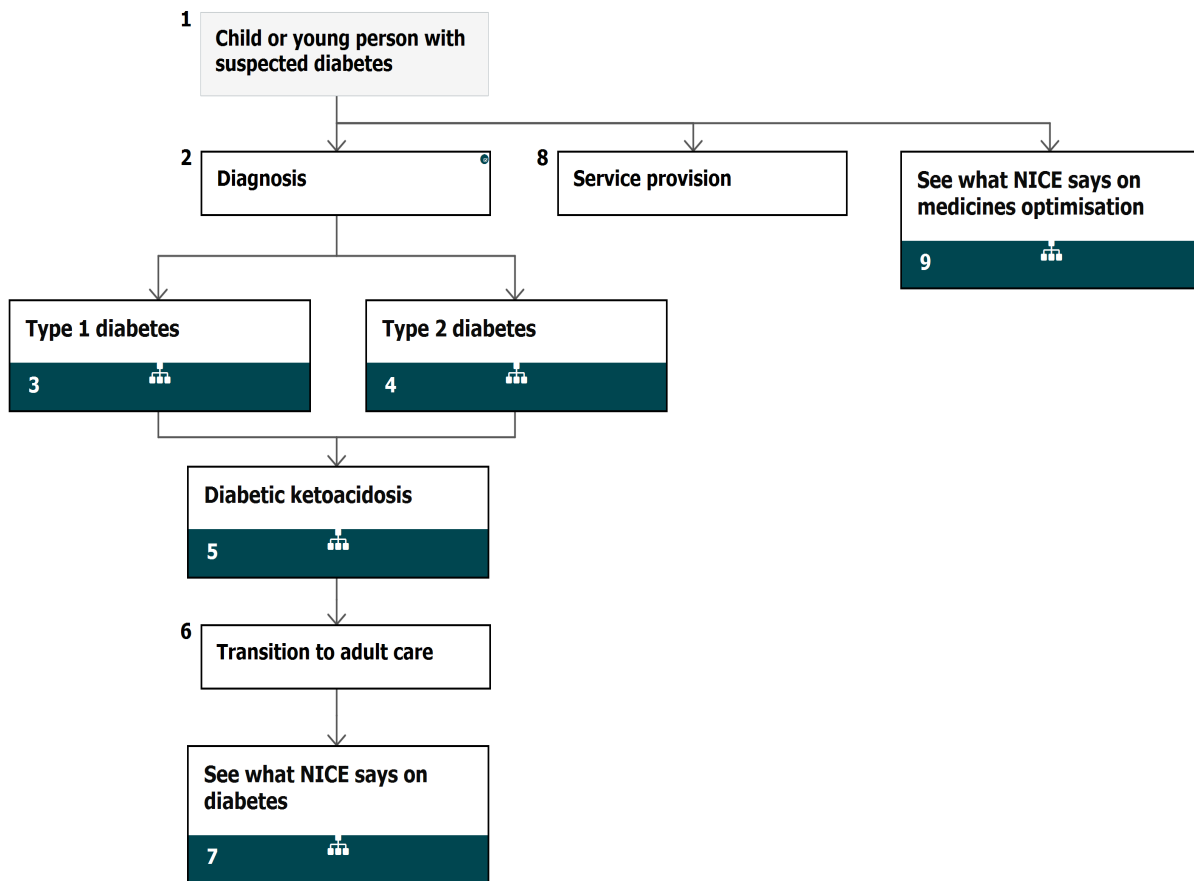 1
Child or young person with
suspected diabetes
2
Diagnosis
8
Service provision
See what NICE says on
medicines optimisation
9
Type 1 diabetes
3
Type 2 diabetes
4
Diabetic ketoacidosis
5
6
Transition to adult care
See what NICE says on
diabetes
7